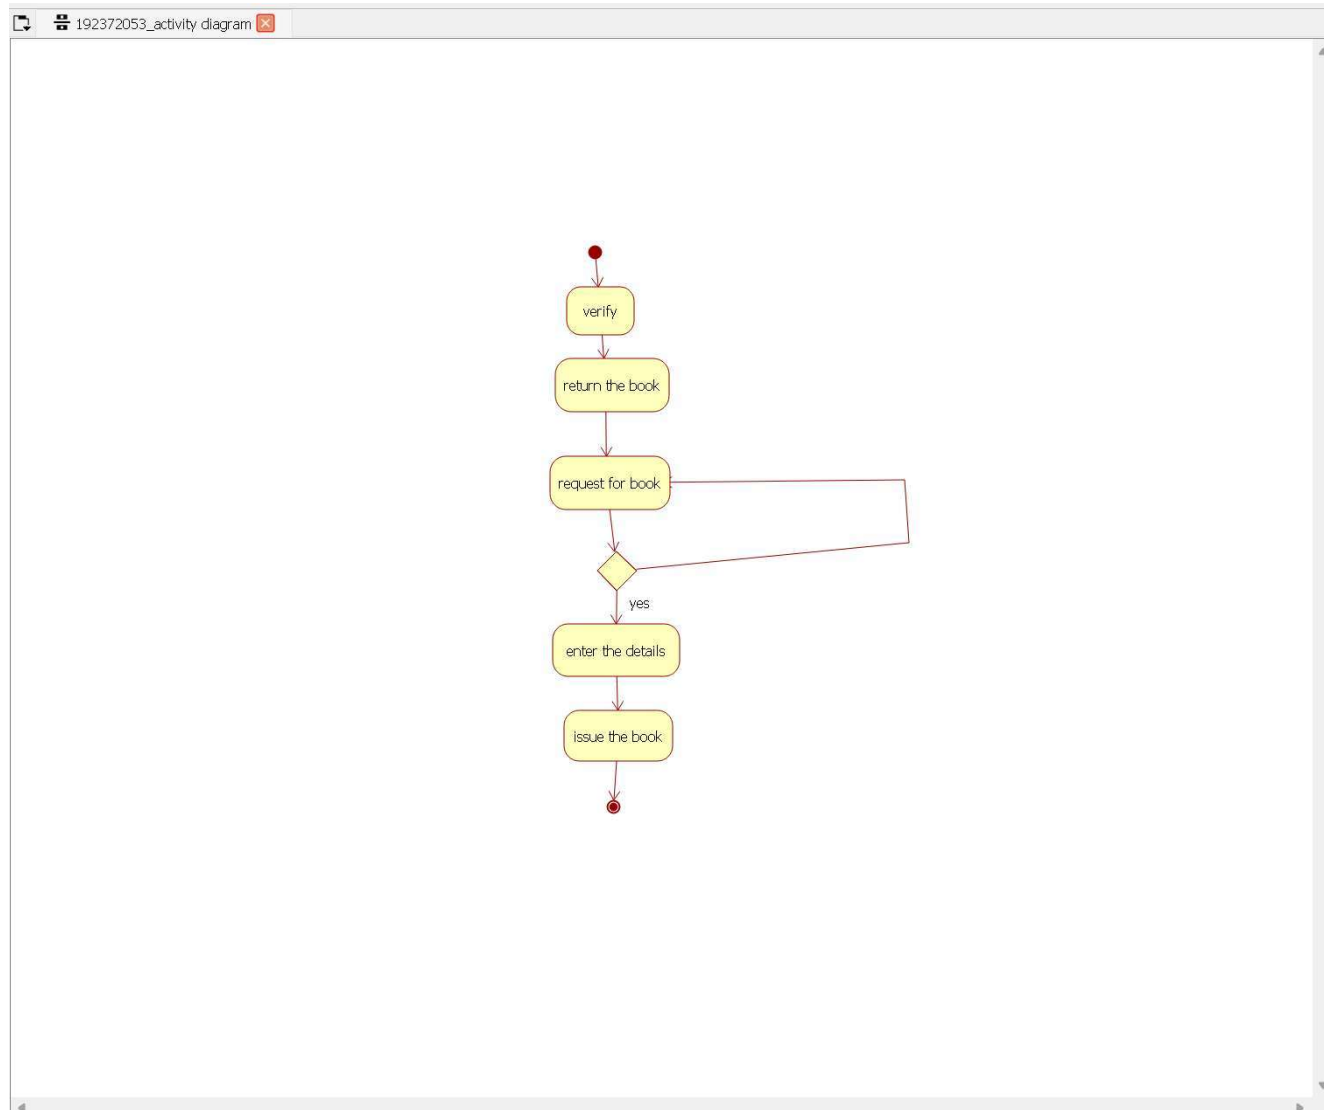 192372053_activity diagram
verify
return the book
request for book
yes
enter the details
issue the book